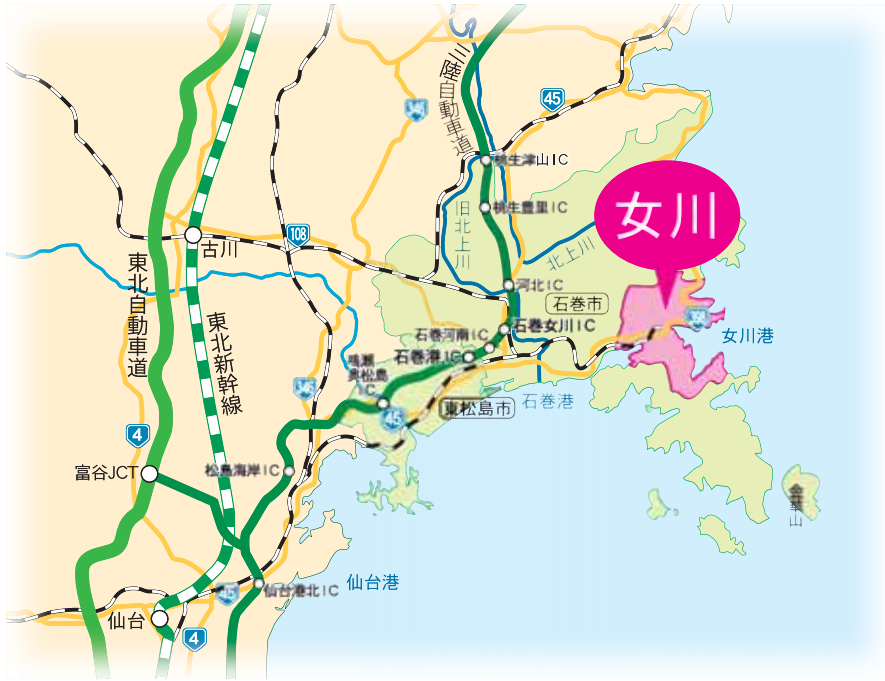 三陸自動車道
45
346
桃生津山IC
桃生豊里IC
旧北上川
北上川
女川
108
古川
河北IC
石巻市
東北自動車道
東北新幹線
石巻女川IC
石巻河南IC
石巻港IC
女川港
鳴瀬
奥松島
IC
346
45
東松島市
石巻港
4
富谷JCT
松島海岸IC
金華山
45
仙台港北IC
仙台港
仙台
4